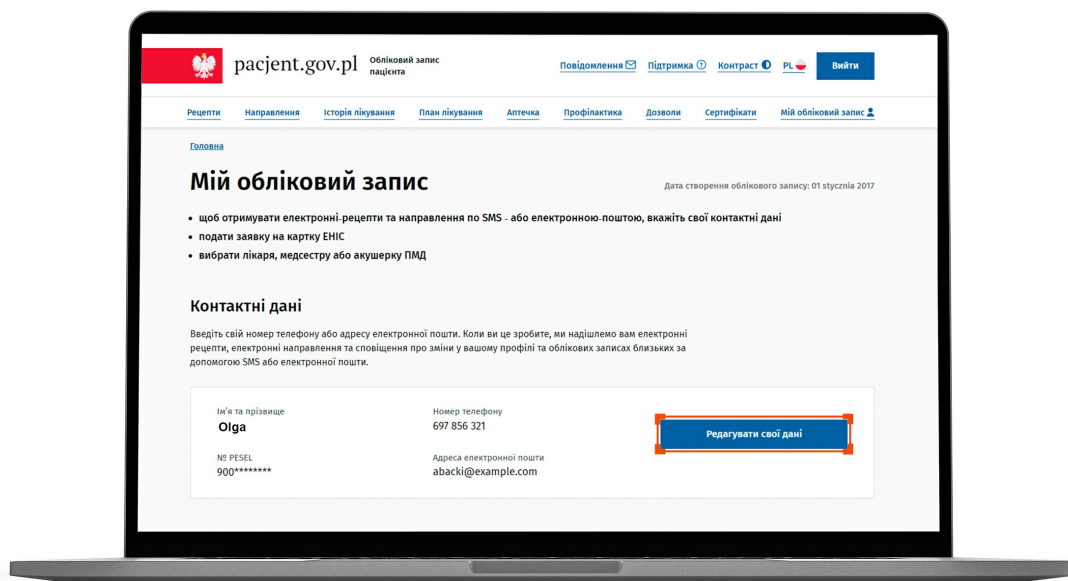 pacjent.gov.pl
Обліковий запис
пацієнта
Повідомлення
Підтримка
Контраст
PL
Вийти
Рецепти
Направлення
Історія лікування
План лікування
Аптечка
Профілактика
Дозволи
Сертифікати
Мій обліковий запис
Головна
Мій обліковий запис
Дата створення облікового запису: 01 stycznia 2017
• щоб отримувати електронні-рецепти та направлення по SMS - або електронною-поштою, вкажіть свої контактні дані
• подати заявку на картку ЕНІС
• вибрати лікаря, медсестру або акушерку ПМД
Контактні дані
Введіть свій номер телефону або адресу електронної пошти. Коли ви це зробите, ми надішлемо вам електронні
рецепти, електронні направлення та сповіщення про зміни у вашому профілі та облікових записах близьких за
допомогою SMS або електронної пошти.
Ім'я та прізвище
Olga
Номер телефону
697 856 321
Редагувати свої дані
№ PESEL
900********
Адреса електронної пошти
abacki@example.com